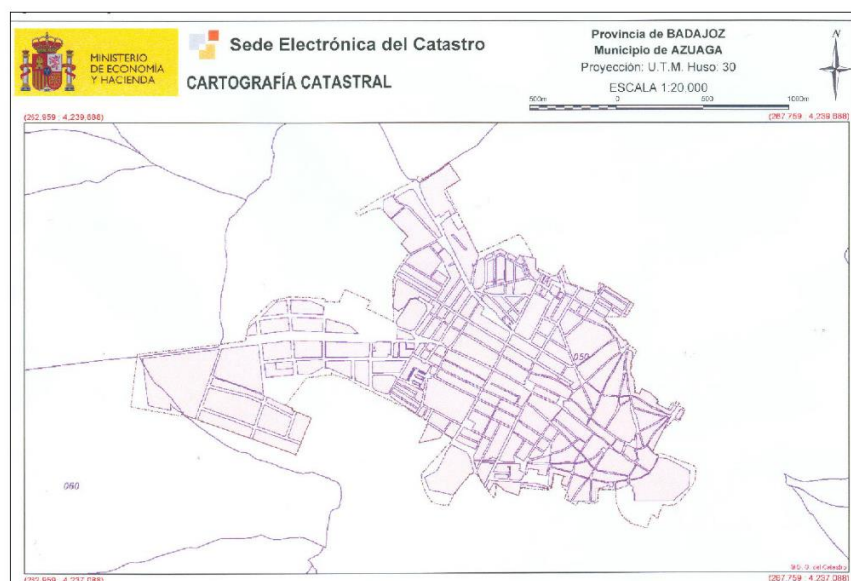 MINISTERIO
DE ECONOMÍA
Y HACIENDA
Sede Electrónica del Catastro
CARTOGRAFÍA CATASTRAL
Provincia de BADAJOZ
Municipio de AZUAGA
Proyección: U.T.M. Huso: 30
ESCALA 1:20.000
N
500m 0 500 1000m
(262.959 ; 4.239.888)
(267.759 ; 4.239.888)
050
060
(262.959 ; 4.237.088)
(267.759 ; 4.237.088)